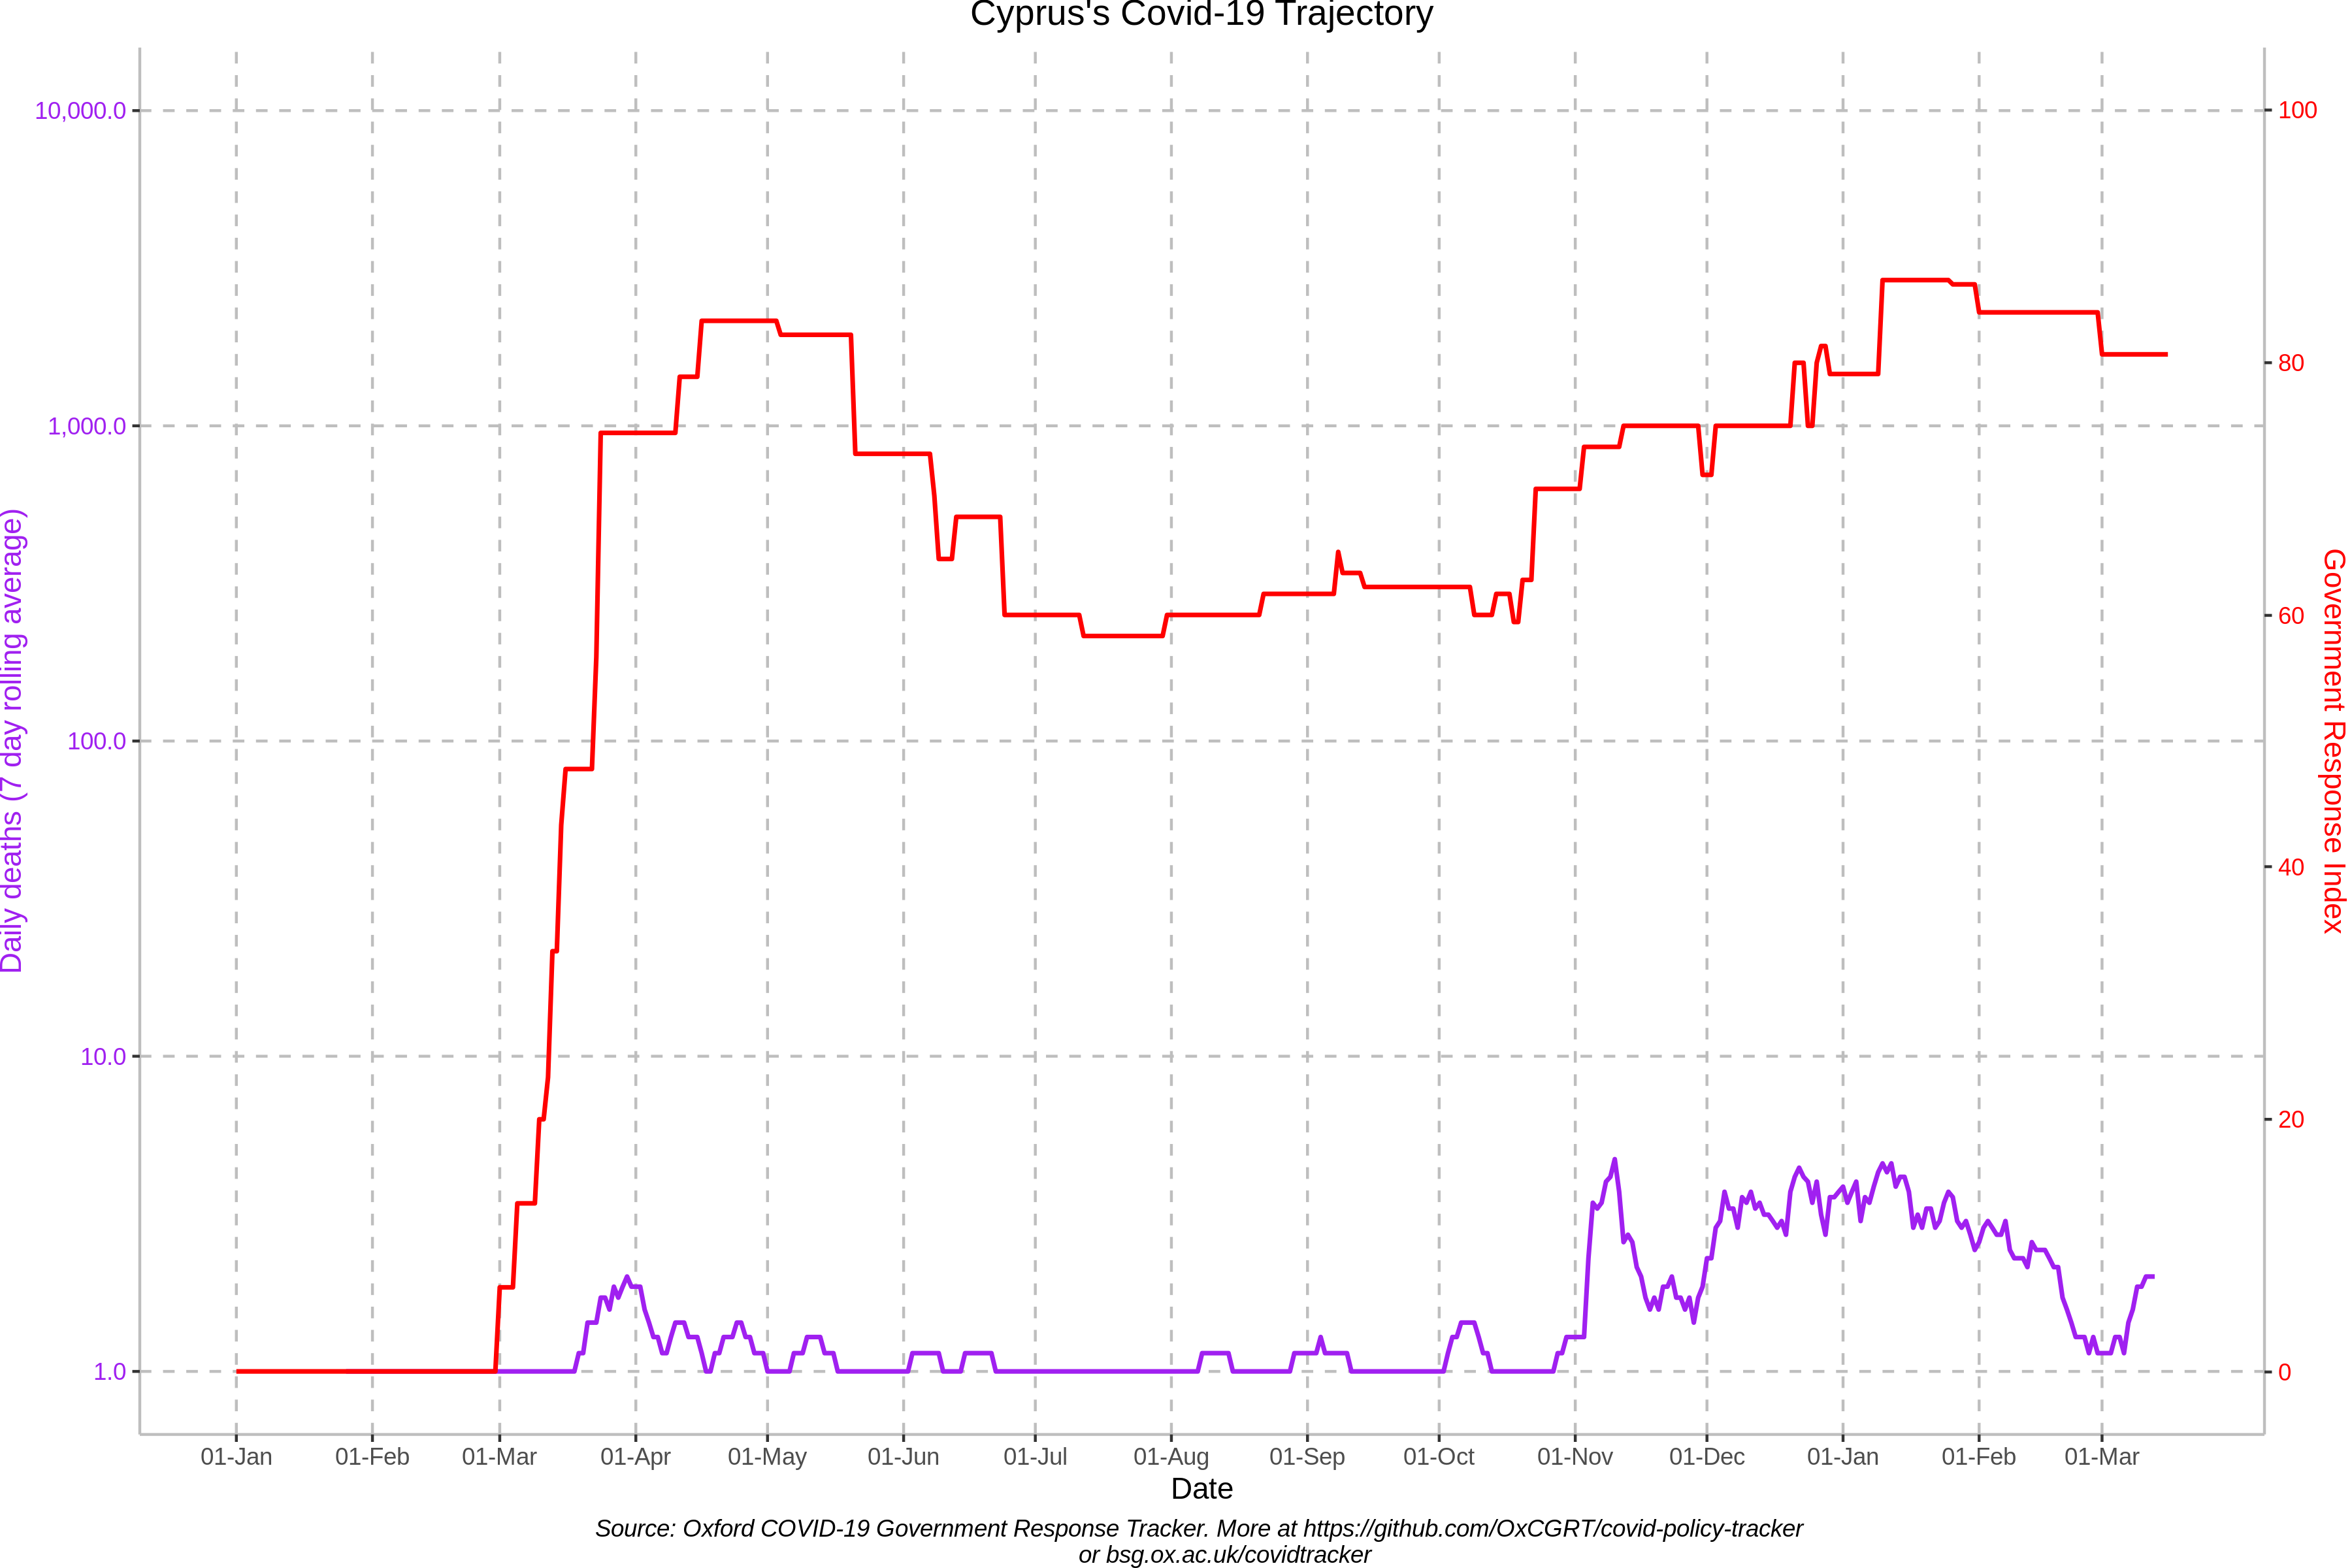 Cyprus's Covid-19 Trajectory
10,000.0
1,000.0
100.0
10.0
1.0
Daily deaths (7 day rolling average)
100
80
60
40
20
0
Government Response Index
01-Jan 01-Feb 01-Mar 01-Apr 01-May 01-Jun 01-Jul 01-Aug 01-Sep 01-Oct 01-Nov 01-Dec 01-Jan 01-Feb 01-Mar
Date
Source: Oxford COVID-19 Government Response Tracker. More at https://github.com/OxCGRT/covid-policy-tracker
or bsg.ox.ac.uk/covidtracker